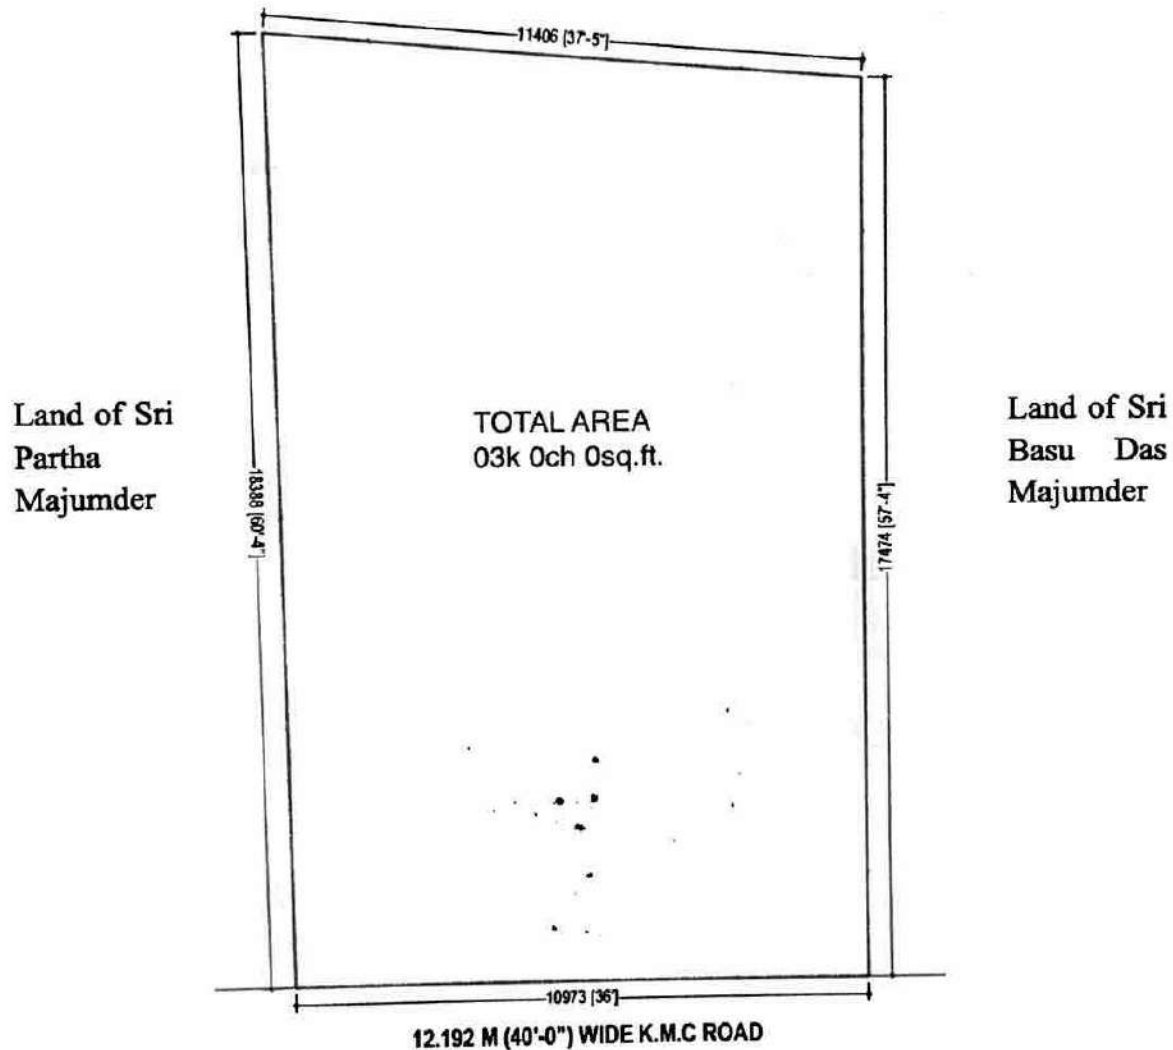 11406 [37'-5"]
Land of Sri
Partha
Majumder
18388 [60'-4"]
TOTAL AREA
03k 0ch 0sq.ft.
17474 [57'-4"]
Land of Sri
Basu Das
Majumder
10973 [36']
12.192 M (40'-0") WIDE K.M.C ROAD